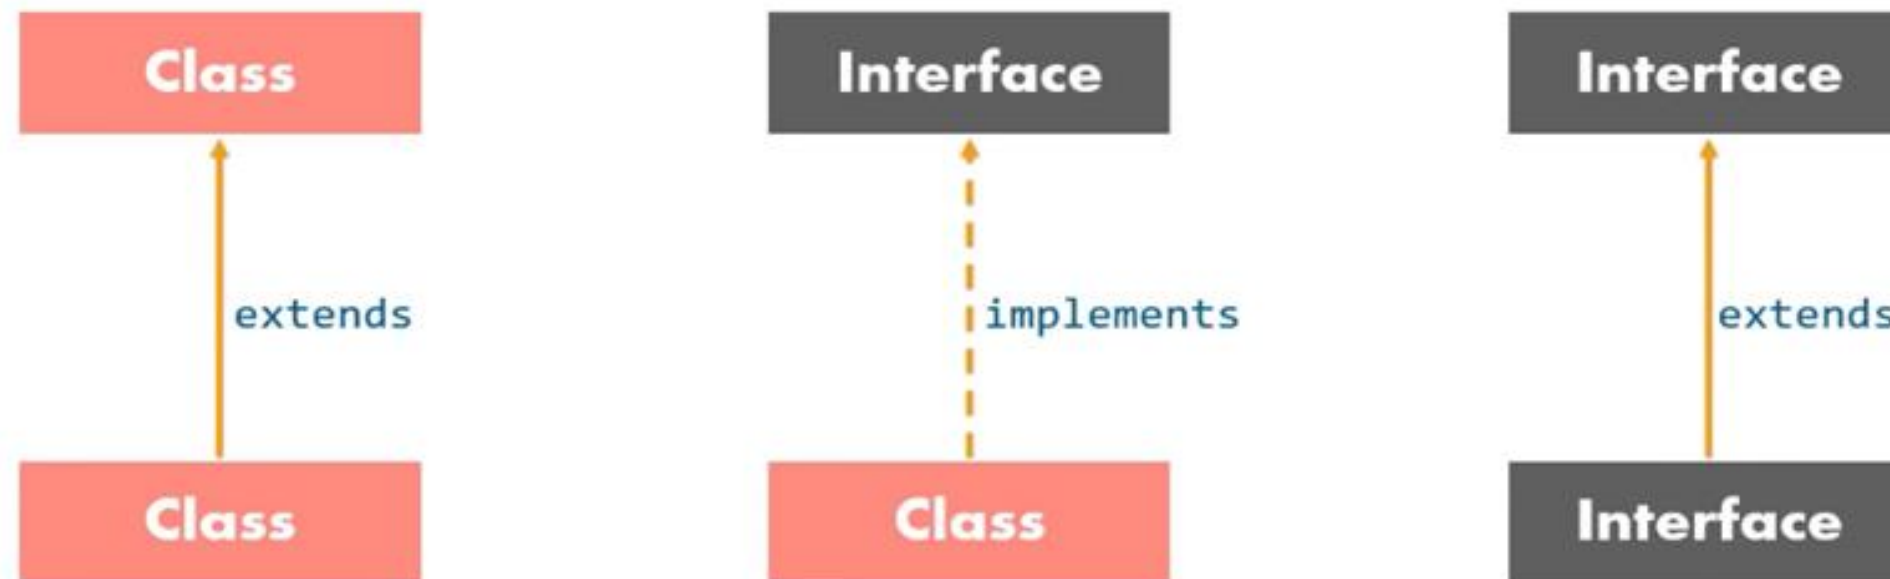 Class
Interface
Interface
extends
implements
extends
Class
Class
Interface